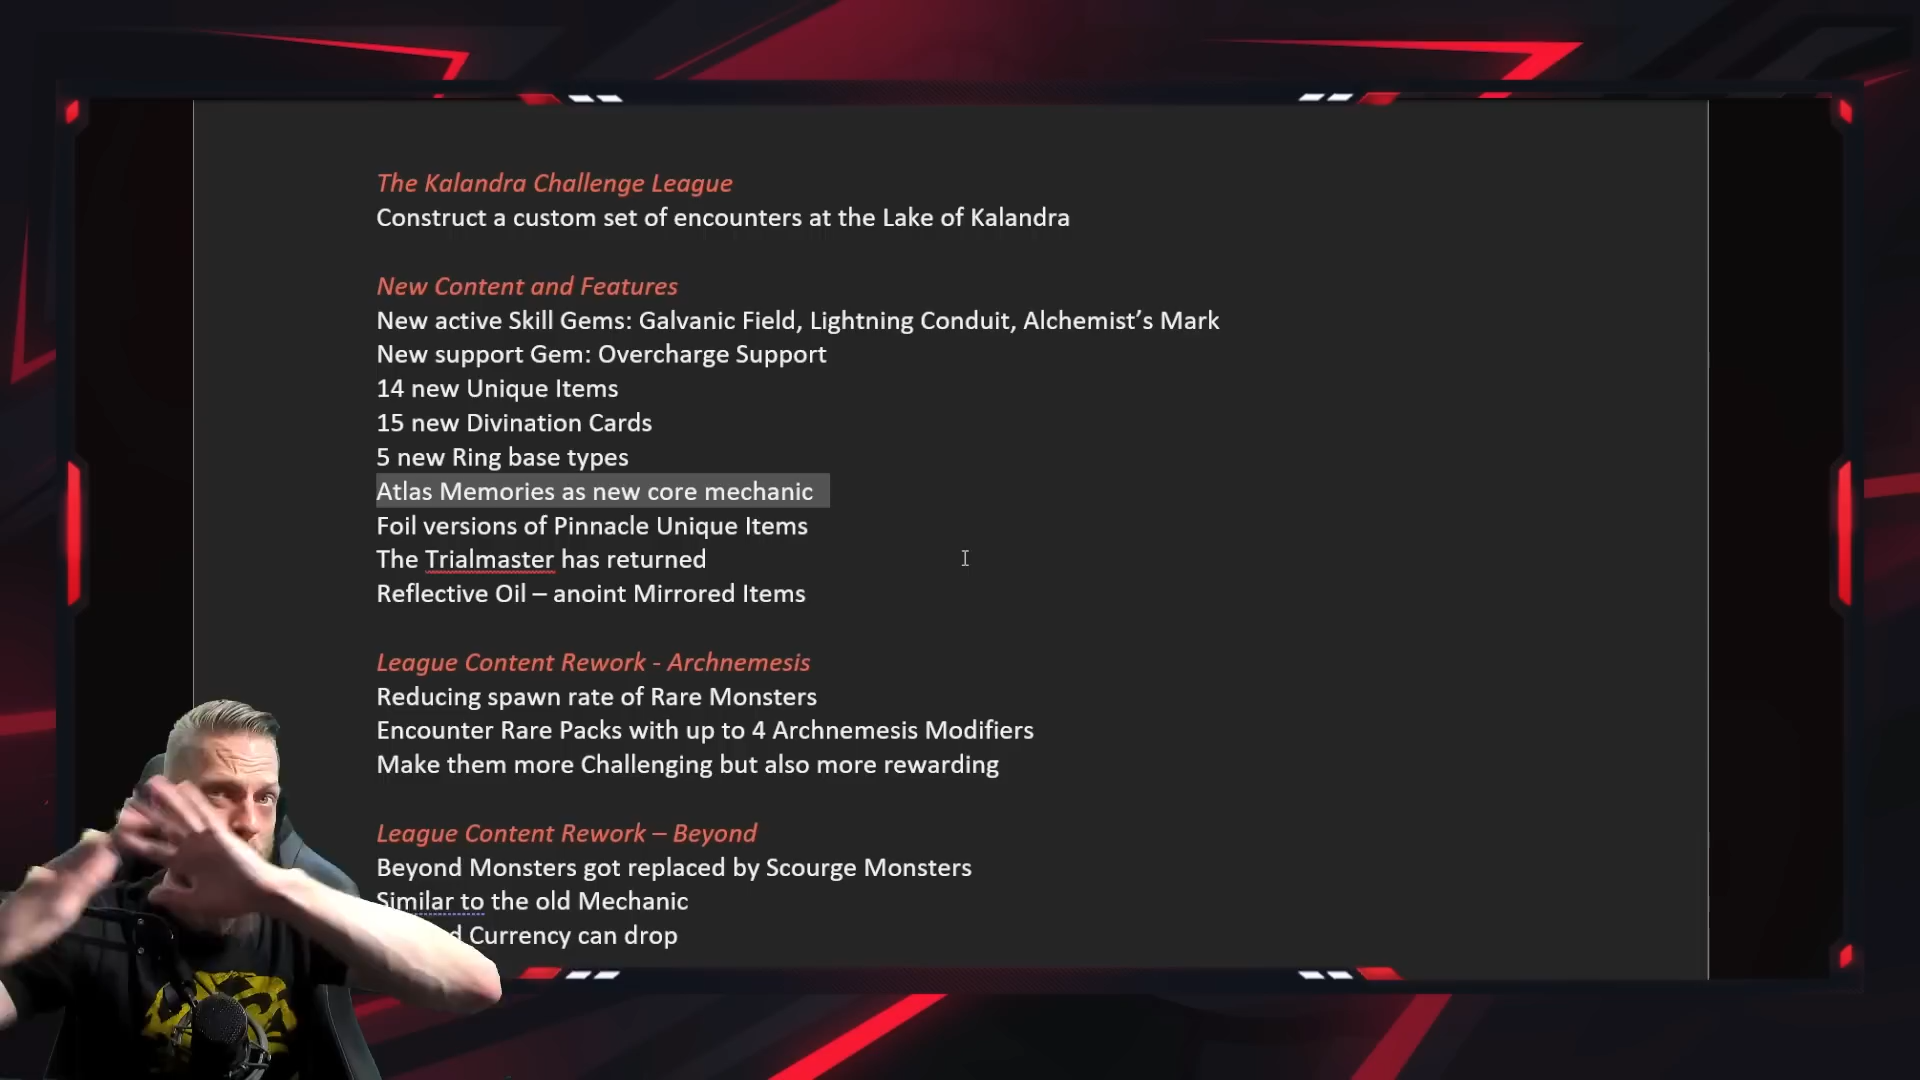 The Kalandra Challenge League
Construct a custom set of encounters at the Lake of Kalandra
New Content and Features
New active Skill Gems: Galvanic Field, Lightning Conduit, Alchemist’s Mark
New support Gem: Overcharge Support
14 new Unique Items
15 new Divination Cards
5 new Ring base types
Atlas Memories as new core mechanic
Foil versions of Pinnacle Unique Items
The Trialmaster has returned
Reflective Oil – anoint Mirrored Items
League Content Rework - Archnemesis
Reducing spawn rate of Rare Monsters
Encounter Rare Packs with up to 4 Archnemesis Modifiers
Make them more Challenging but also more rewarding
League Content Rework – Beyond
Beyond Monsters got replaced by Scourge Monsters
Similar to the old Mechanic
Currency can drop